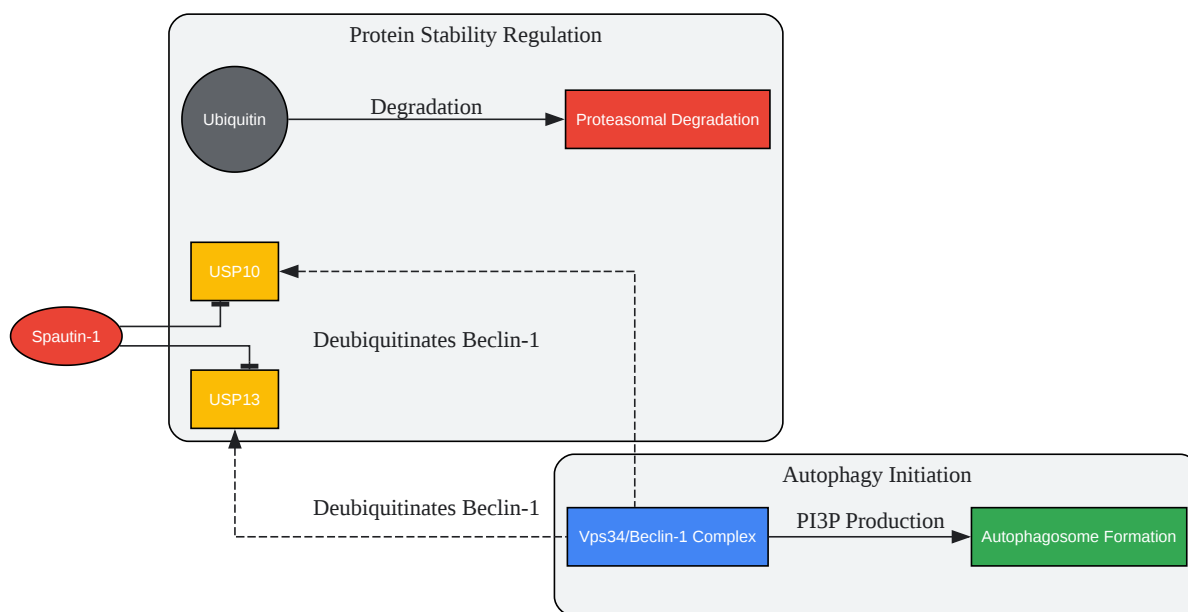 Protein Stability Regulation
Ubiquitin
Degradation
Proteasomal Degradation
USP10
Spautin-1
Deubiquitinates Beclin-1
USP13
Autophagy Initiation
Deubiquitinates Beclin-1
Vps34/Beclin-1 Complex
PI3P Production
Autophagosome Formation